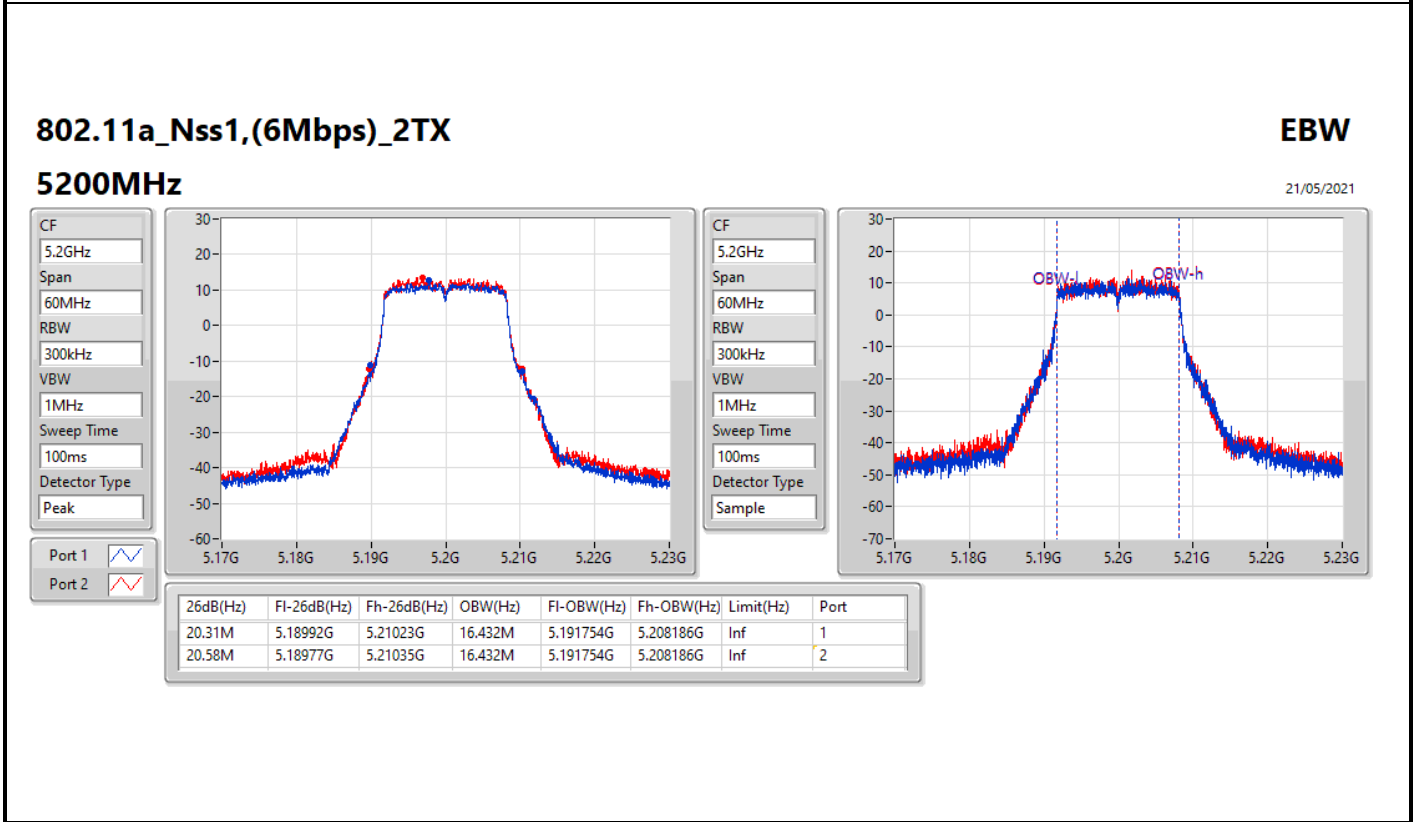 802.11a_Nss1,(6Mbps)_2TX
EBW
5200MHz
21/05/2021
CF
5.2GHz
Span
60MHz
RBW
300kHz
VBW
1MHz
Sweep Time
100ms
Detector Type
Peak
Port 1
Port 2
30
20
10
0
-10
-20
-30
-40
-50
-60
5.17G 5.18G 5.19G 5.2G 5.21G 5.22G 5.23G
CF
5.2GHz
Span
60MHz
RBW
300kHz
VBW
1MHz
Sweep Time
100ms
Detector Type
Sample
30
20
10
0
-10
-20
-30
-40
-50
-60
-70
OBW-l OBW-h
5.17G 5.18G 5.19G 5.2G 5.21G 5.22G 5.23G
26dB(Hz) Fl-26dB(Hz) Fh-26dB(Hz) OBW(Hz) Fl-OBW(Hz) Fh-OBW(Hz) Limit(Hz) Port
20.31M 5.18992G 5.21023G 16.432M 5.191754G 5.208186G Inf 1
20.58M 5.18977G 5.21035G 16.432M 5.191754G 5.208186G Inf 2